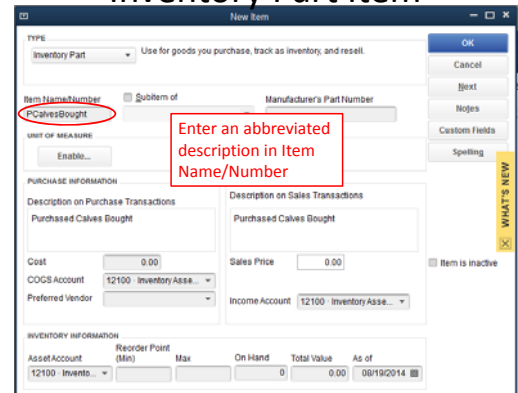 Inventory Part Item
New Item
TYPE
Inventory Part
Use for goods you purchase, track as inventory, and resell.
OK
Cancel
Next
Notes
Custom Fields
Spelling
Item Name/Number
Subitem of
Manufacturer's Part Number
PCalvesBought
Enter an abbreviated
description in Item
Name/Number
UNIT OF MEASURE
Enable...
WHAT'S NEW
PURCHASE INFORMATION
Description on Purchase Transactions
Description on Sales Transactions
Purchased Calves Bought
Purchased Calves Bought
Cost 0.00
Sales Price 0.00
Item is inactive
COGS Account 12100 · Inventory Asse...
Preferred Vendor
Income Account 12100 · Inventory Asse...
INVENTORY INFORMATION
Asset Account
Reorder Point
(Min)
Max
On Hand
Total Value
As of
12100 · Invento...
0
0.00
08/19/2014